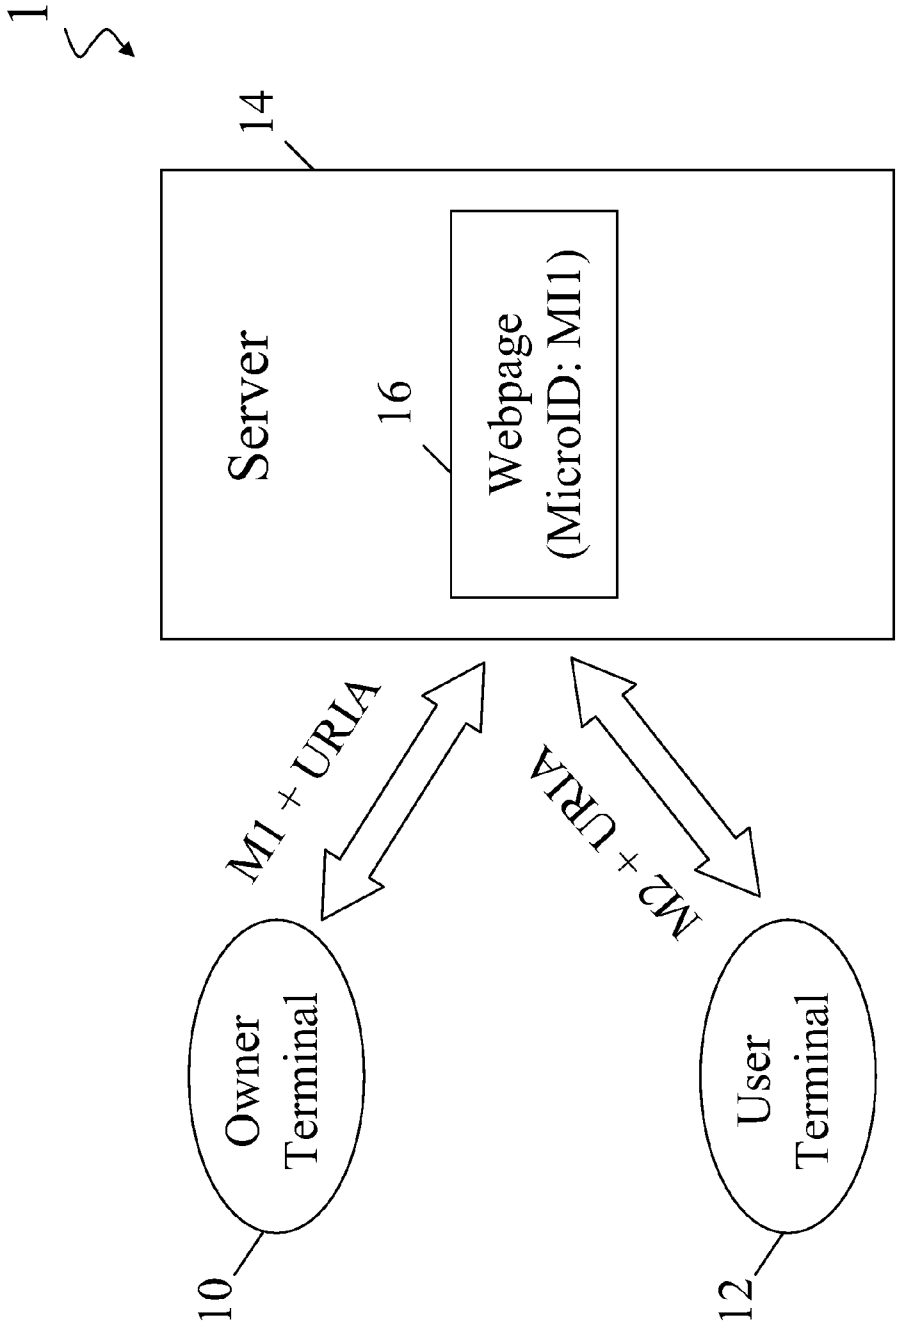 1
14
Server
16
Webpage
(MicroID: MI1)
M1 + URIA
M2 + URIA
Owner
Terminal
10
User
Terminal
12